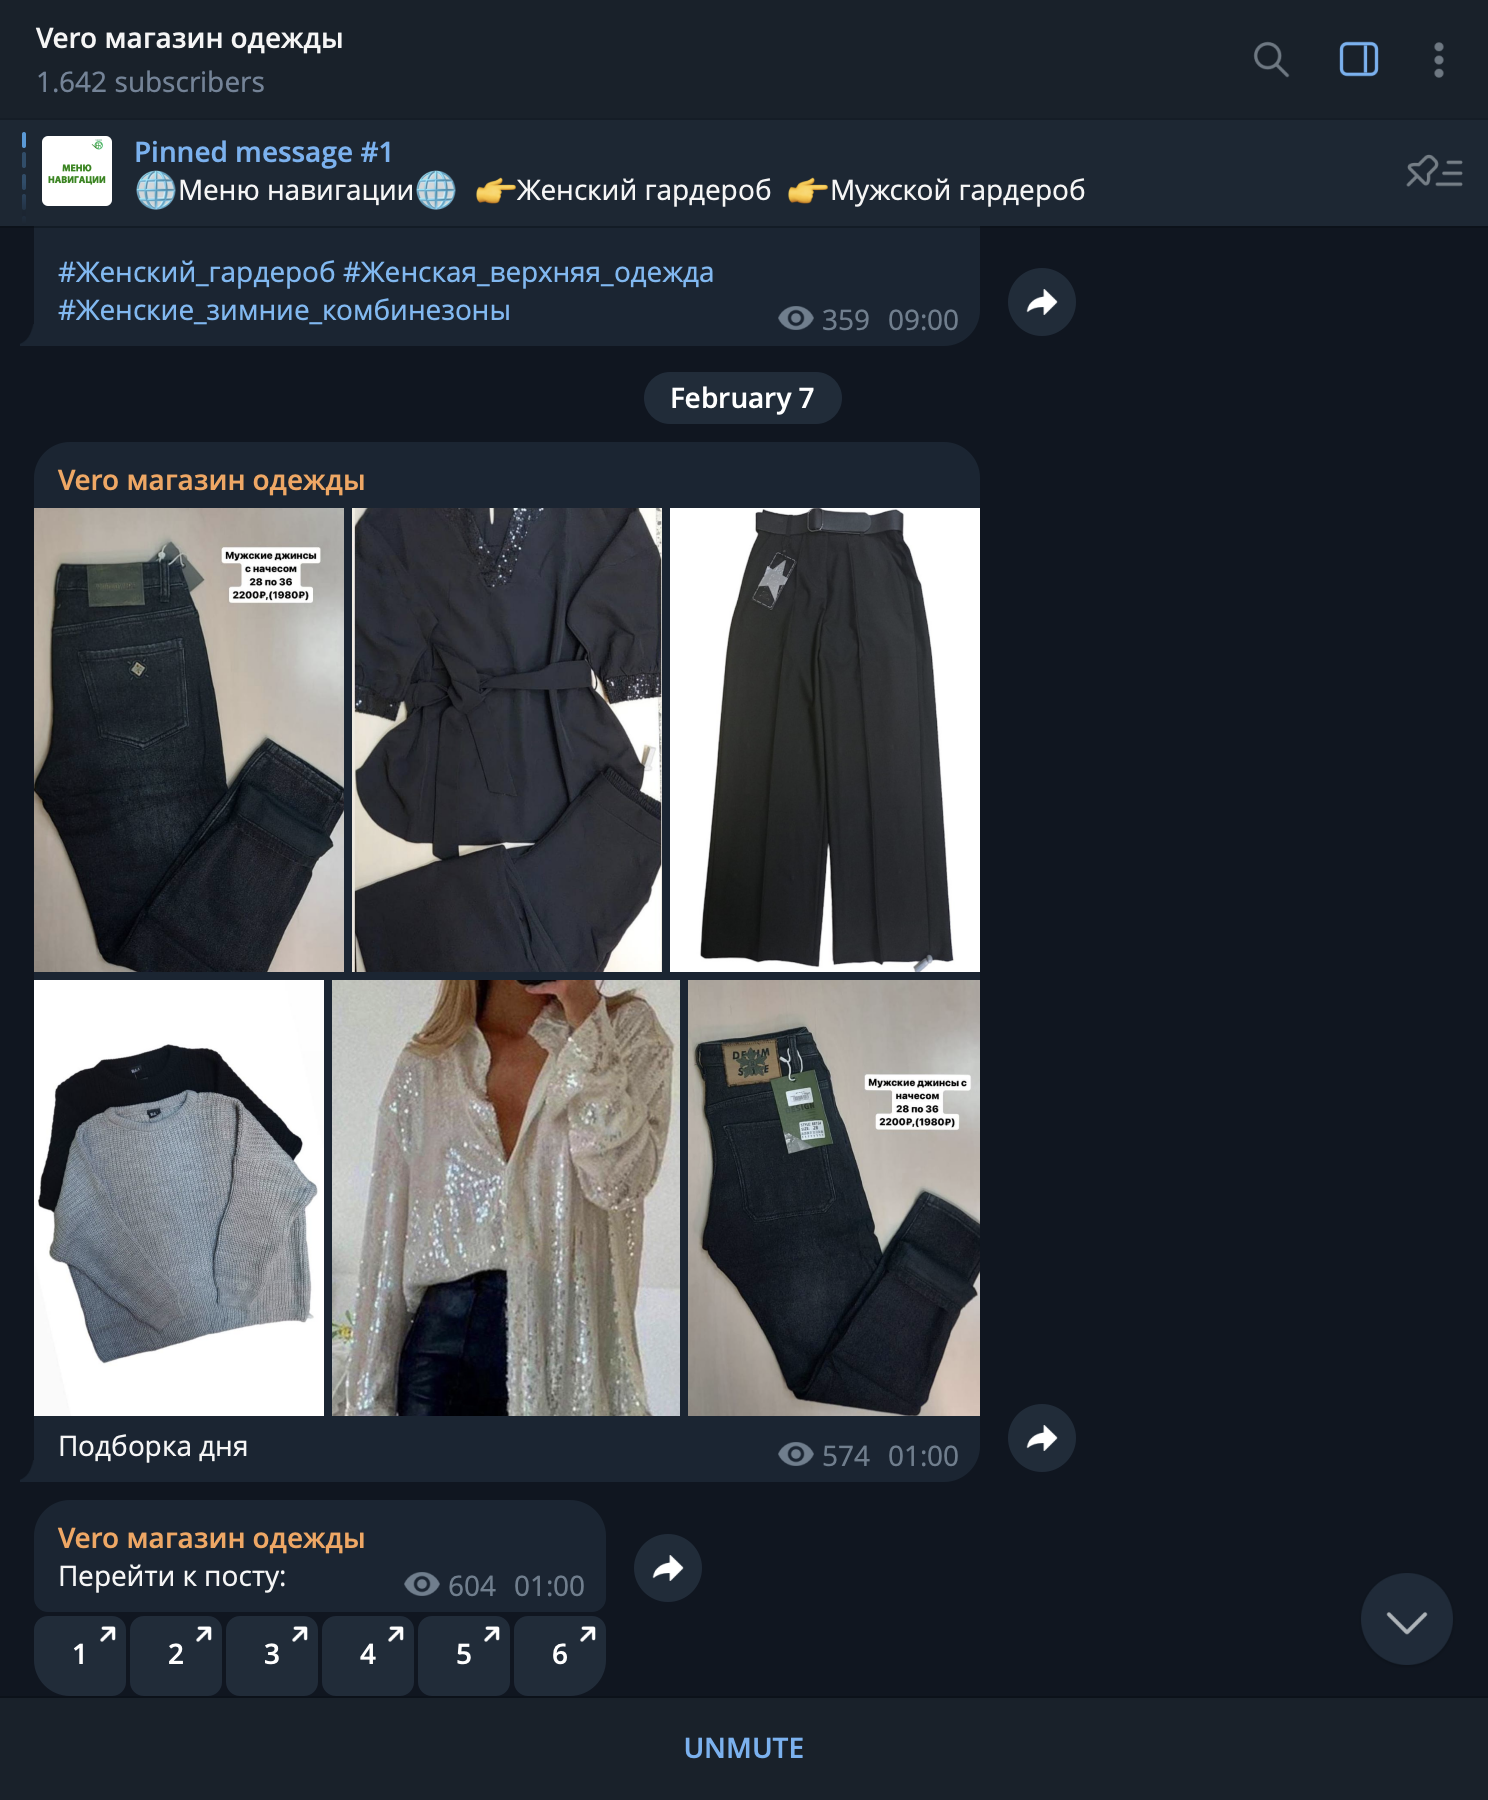 Vero магазин одежды
1.642 subscribers
МЕНЮ
НАВИГАЦИИ
Pinned message #1
🌐Меню навигации🌐 👉Женский гардероб 👉Мужской гардероб
#Женский_гардероб #Женская_верхняя_одежда
#Женские_зимние_комбинезоны
359 09:00
February 7
Vero магазин одежды
Мужские джинсы
с начесом
28 по 36
2200Р,(1980Р)
Мужские джинсы с
начесом
28 по 36
2200Р,(1980Р)
Подборка дня
574 01:00
Vero магазин одежды
Перейти к посту:
604 01:00
1 2 3 4 5 6
UNMUTE